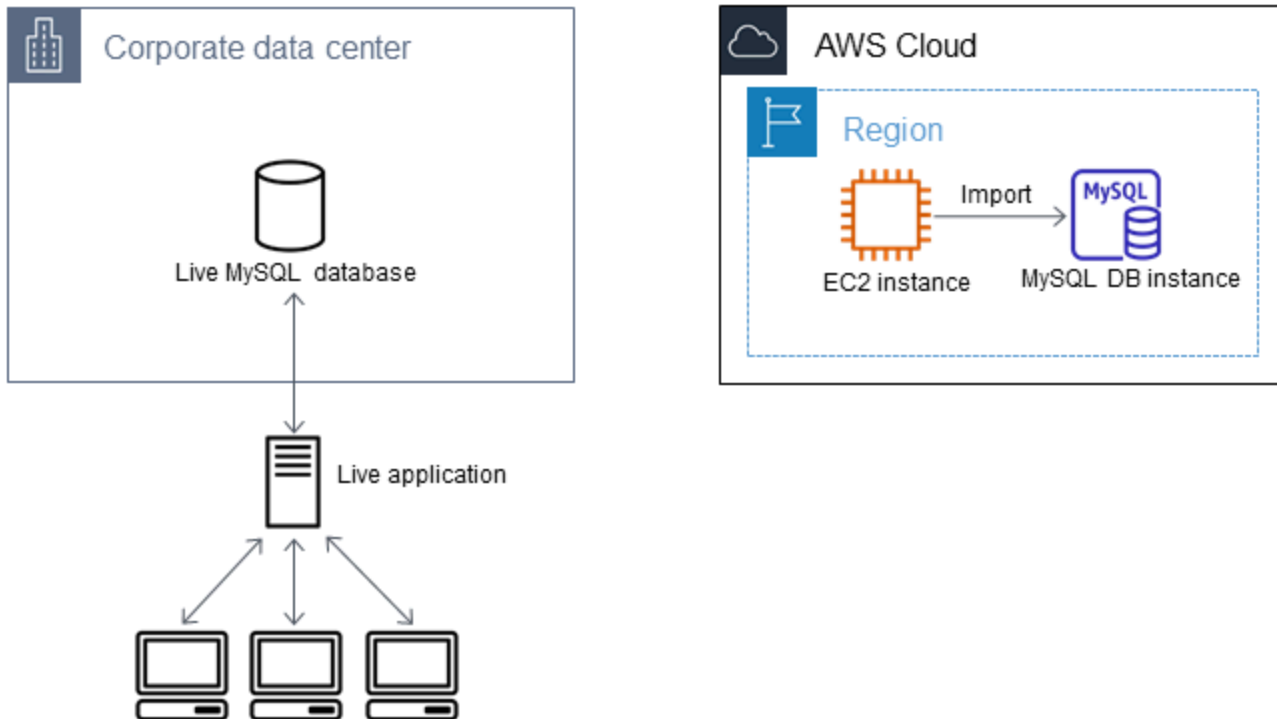 Corporate data center
Live MySQL database
Live application
AWS Cloud
Region
Import
MySQL
EC2 instance
MySQL DB instance